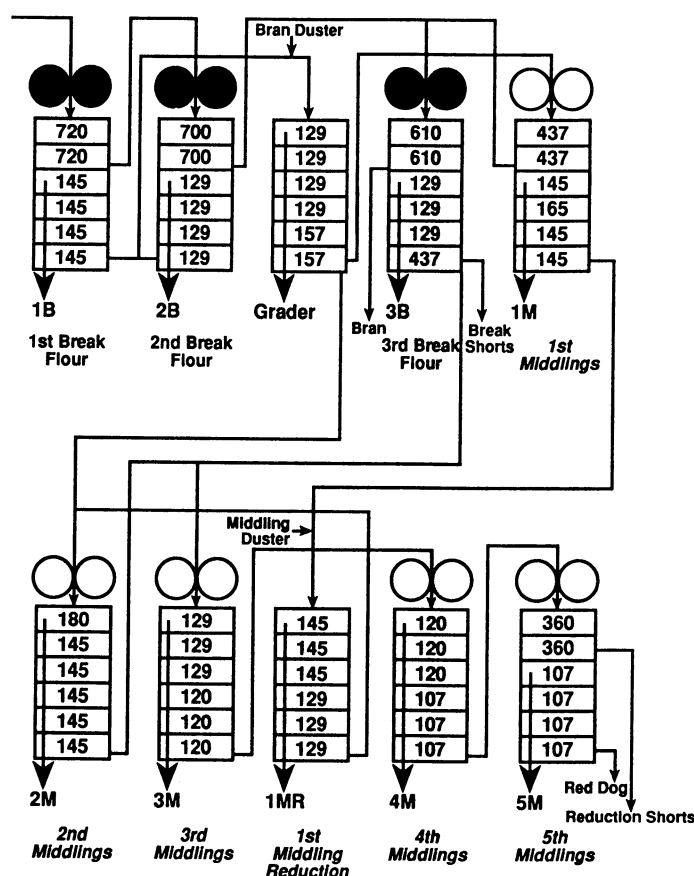 Bran Duster
720
720
145
145
145
145
1B
1st Break
Flour
700
700
129
129
129
129
2B
2nd Break
Flour
129
129
129
129
157
157
Grader
610
610
129
129
129
437
3B
3rd Break
Flour
Bran
Break
Shorts
437
437
145
165
145
145
1M
1st
Middlings
Middling
Duster
180
145
145
145
145
145
2M
2nd
Middlings
129
129
129
120
120
120
3M
3rd
Middlings
145
145
145
129
129
129
1MR
1st
Middling
Reduction
120
120
120
107
107
107
4M
4th
Middlings
360
360
107
107
107
107
5M
5th
Middlings
Red Dog
Reduction Shorts